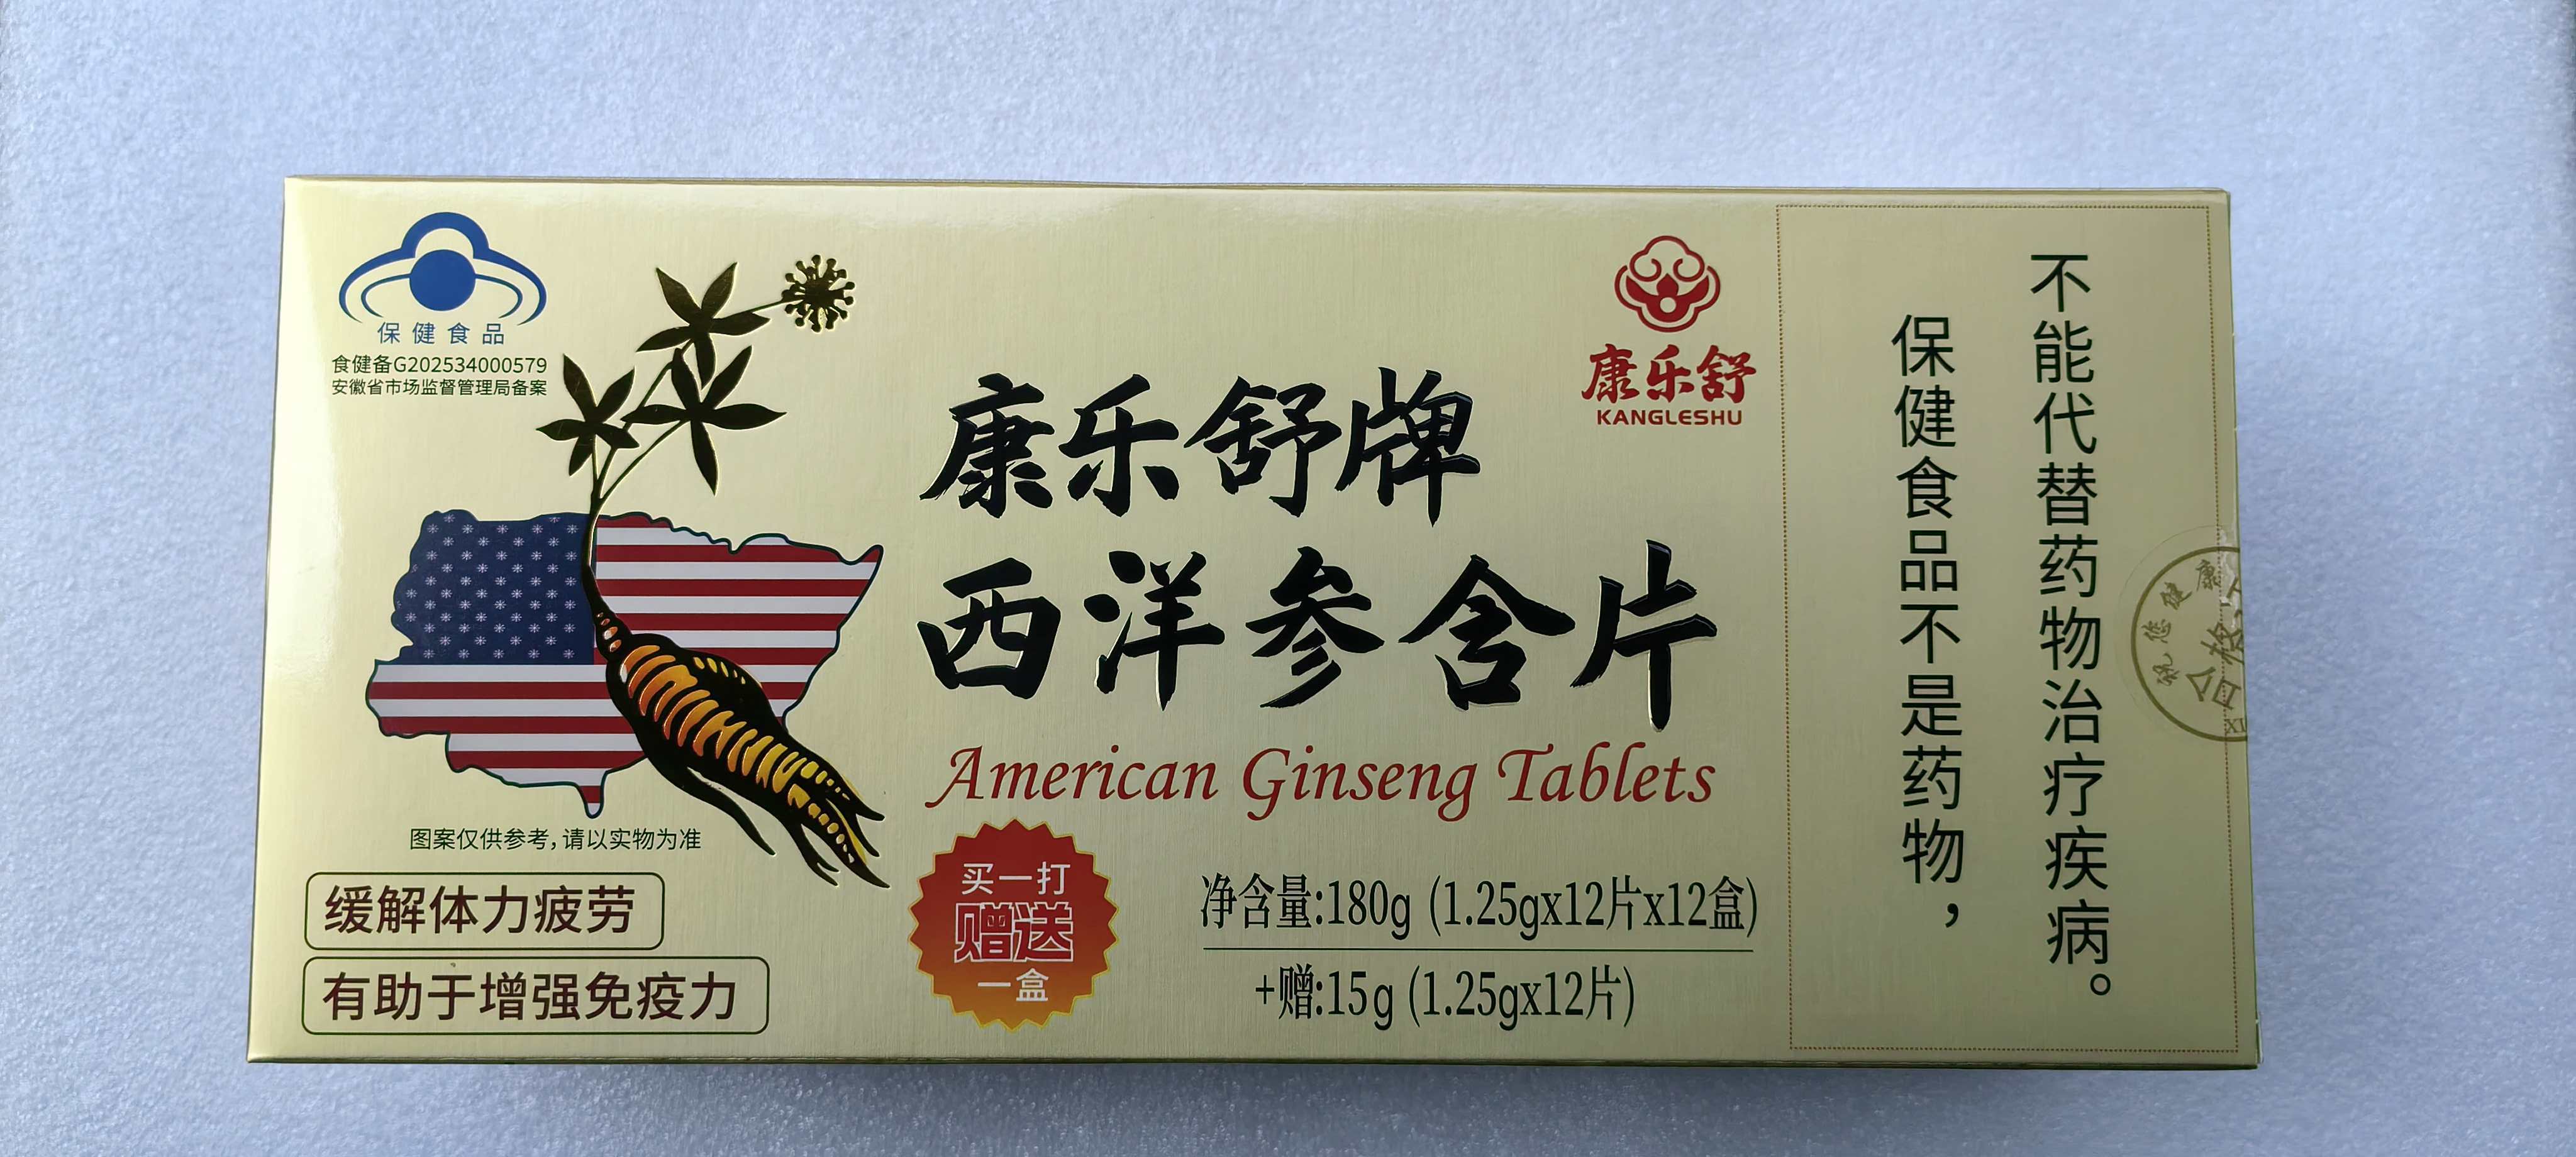 保健食品
食健备G202534000579
安徽省市场监督管理局备案
康乐舒
KANGLESHU
康乐舒牌
西洋参含片
American Ginseng Tablets
图案仅供参考,请以实物为准
缓解体力疲劳
有助于增强免疫力
买一打
赠送
一盒
净含量:180g (1.25gx12片x12盒)
+赠:15g (1.25gx12片)
保健食品不是药物，
不能代替药物治疗疾病。
祝您健康
合格